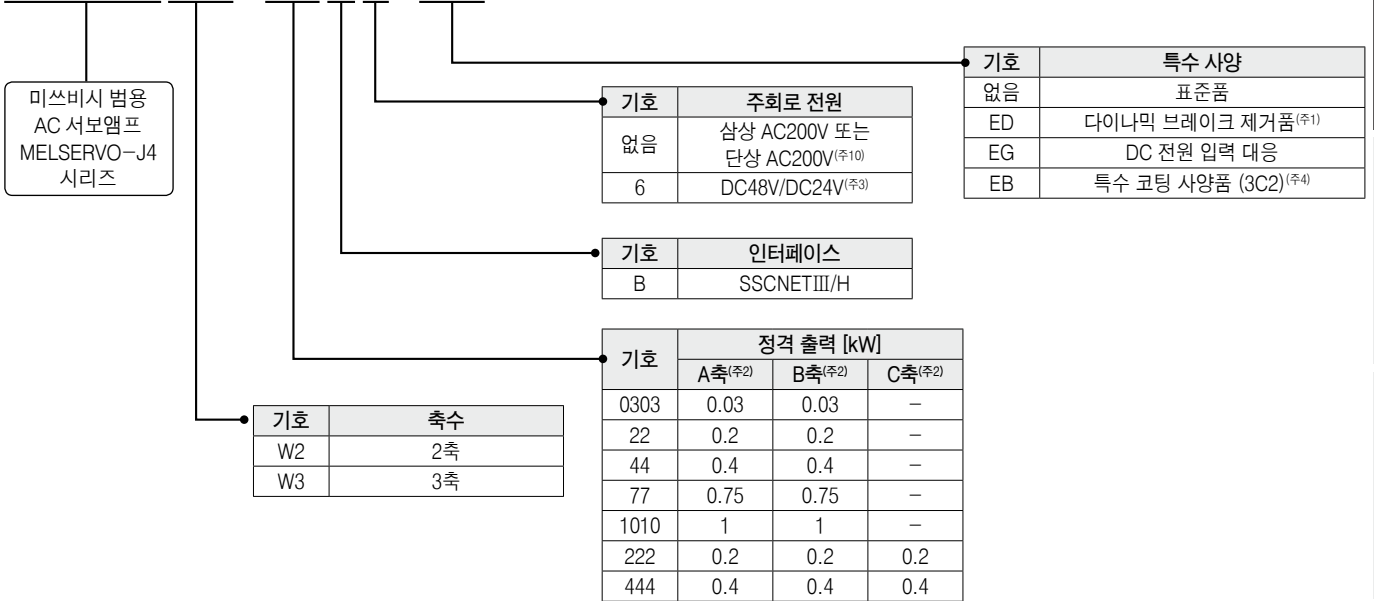 미쓰비시 범용
AC 서보앰프
MELSERVO-J4
시리즈
기호 특수 사양
없음 표준품
ED 다이나믹 브레이크 제거품(주1)
EG DC 전원 입력 대응
EB 특수 코팅 사양품 (3C2)(주4)
기호 주회로 전원
없음 삼상 AC200V 또는
단상 AC200V(주10)
6 DC48V/DC24V(주3)
기호 인터페이스
B SSCNETⅢ/H
기호 정격 출력 [kW]
A축(주2) B축(주2) C축(주2)
0303 0.03 0.03 −
22 0.2 0.2 −
44 0.4 0.4 −
77 0.75 0.75 −
1010 1 1 −
222 0.2 0.2 0.2
444 0.4 0.4 0.4
기호 축수
W2 2축
W3 3축